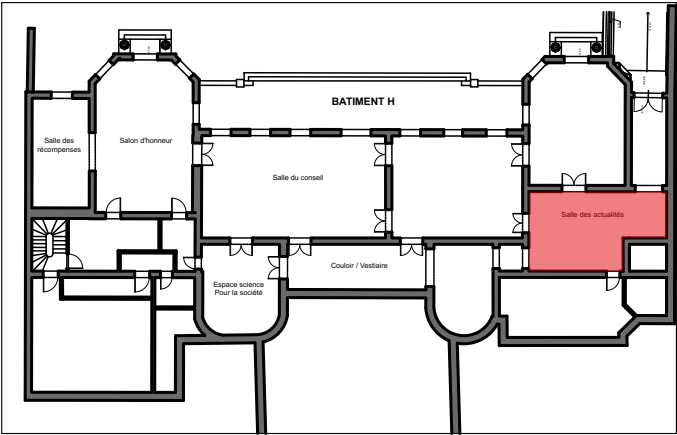 BATIMENT H
Salle des
récompenses
Salon d'honneur
Salle du conseil
Salle des actualités
Couloir / Vestiaire
Espace science
Pour la société